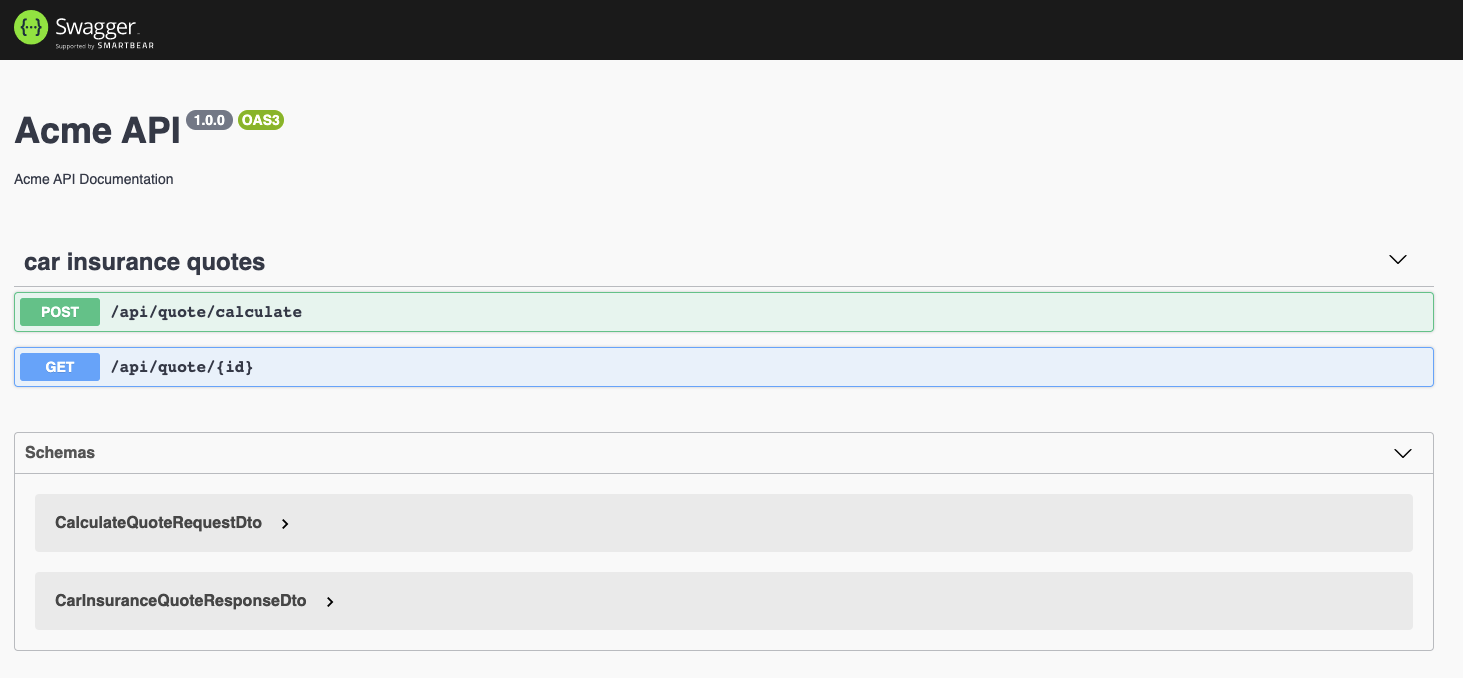 {···} Swagger.
Supported by SMARTBEAR
Acme API 1.0.0 OAS3
Acme API Documentation
car insurance quotes
POST /api/quote/calculate
GET /api/quote/{id}
Schemas
CalculateQuoteRequestDto
CarInsuranceQuoteResponseDto